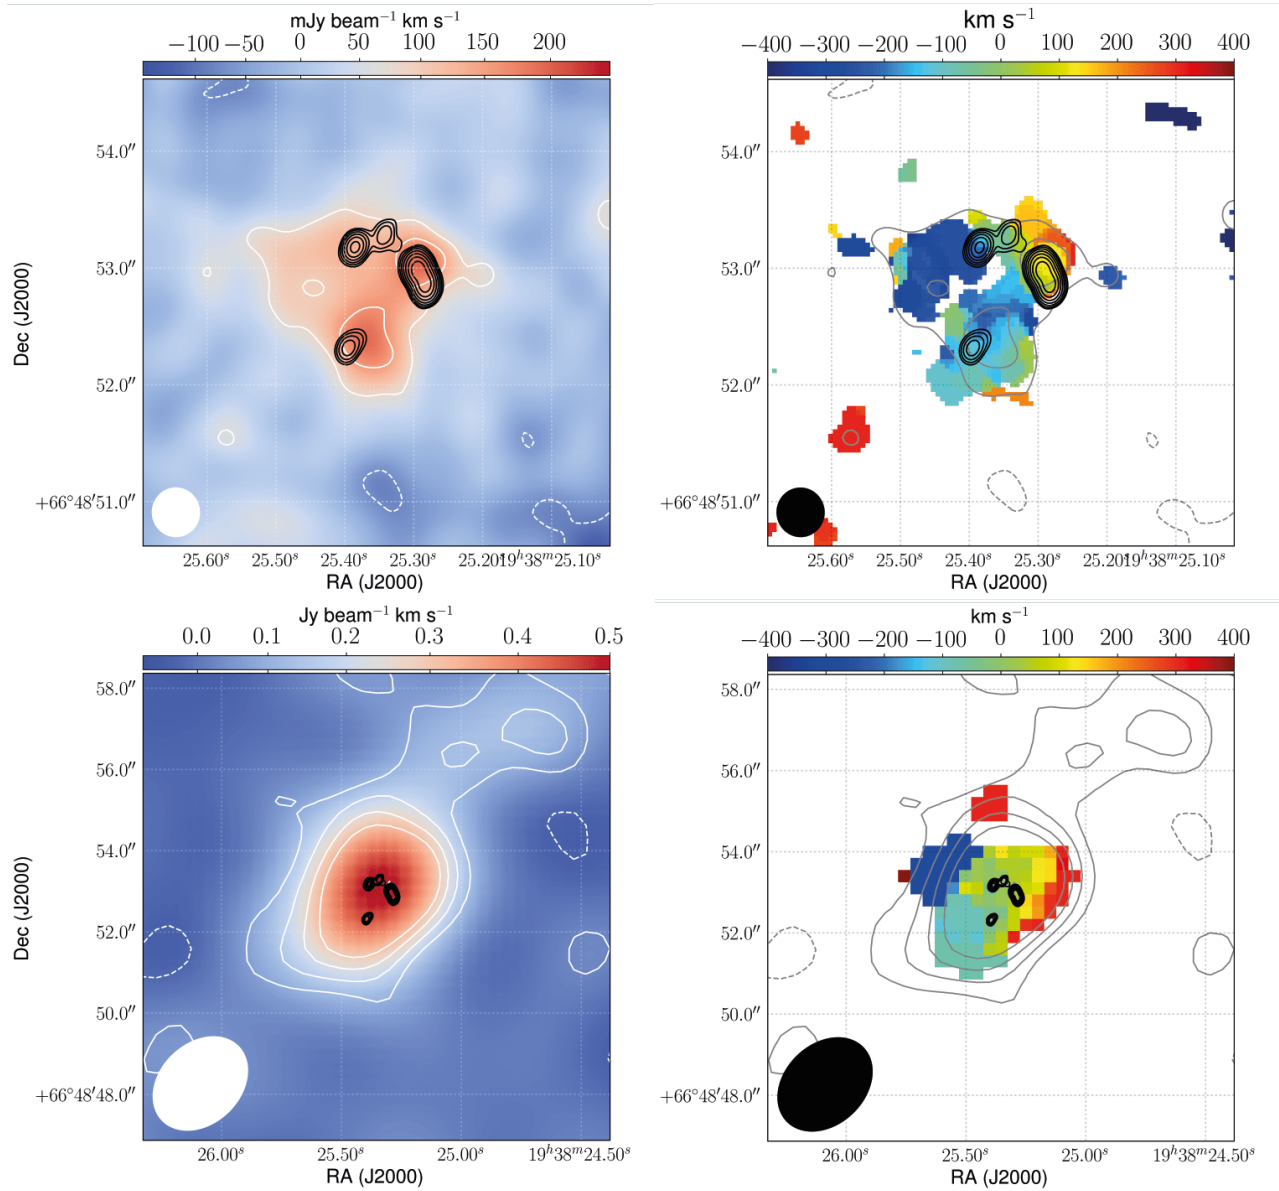 mJy beam⁻¹ km s⁻¹
−100 −50 0 50 100 150 200
54.0″
53.0″
52.0″
+66°48′51.0″
Dec (J2000)
25.60ˢ 25.50ˢ 25.40ˢ 25.30ˢ 25.20 19ʰ38ᵐ25.10ˢ
RA (J2000)
km s⁻¹
−400 −300 −200 −100 0 100 200 300 400
54.0″
53.0″
52.0″
+66°48′51.0″
25.60ˢ 25.50ˢ 25.40ˢ 25.30ˢ 25.20ˢ 19ʰ38ᵐ25.10ˢ
RA (J2000)
Jy beam⁻¹ km s⁻¹
0.0 0.1 0.2 0.3 0.4 0.5
58.0″
56.0″
54.0″
52.0″
50.0″
+66°48′48.0″
Dec (J2000)
26.00ˢ 25.50ˢ 25.00ˢ 19ʰ38ᵐ24.50ˢ
RA (J2000)
km s⁻¹
−400 −300 −200 −100 0 100 200 300 400
58.0″
56.0″
54.0″
52.0″
50.0″
+66°48′48.0″
26.00ˢ 25.50ˢ 25.00ˢ 19ʰ38ᵐ24.50ˢ
RA (J2000)